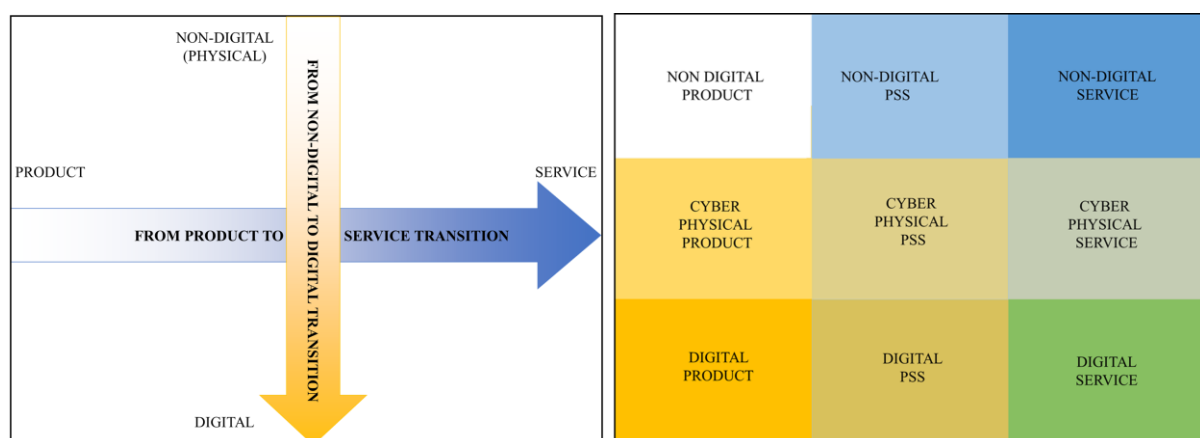 NON-DIGITAL
(PHYSICAL)
PRODUCT
SERVICE
FROM PRODUCT TO
SERVICE TRANSITION
FROM NON-DIGITAL TO DIGITAL TRANSITION
DIGITAL
NON DIGITAL
PRODUCT
NON-DIGITAL
PSS
NON-DIGITAL
SERVICE
CYBER
PHYSICAL
PRODUCT
CYBER
PHYSICAL
PSS
CYBER
PHYSICAL
SERVICE
DIGITAL
PRODUCT
DIGITAL
PSS
DIGITAL
SERVICE